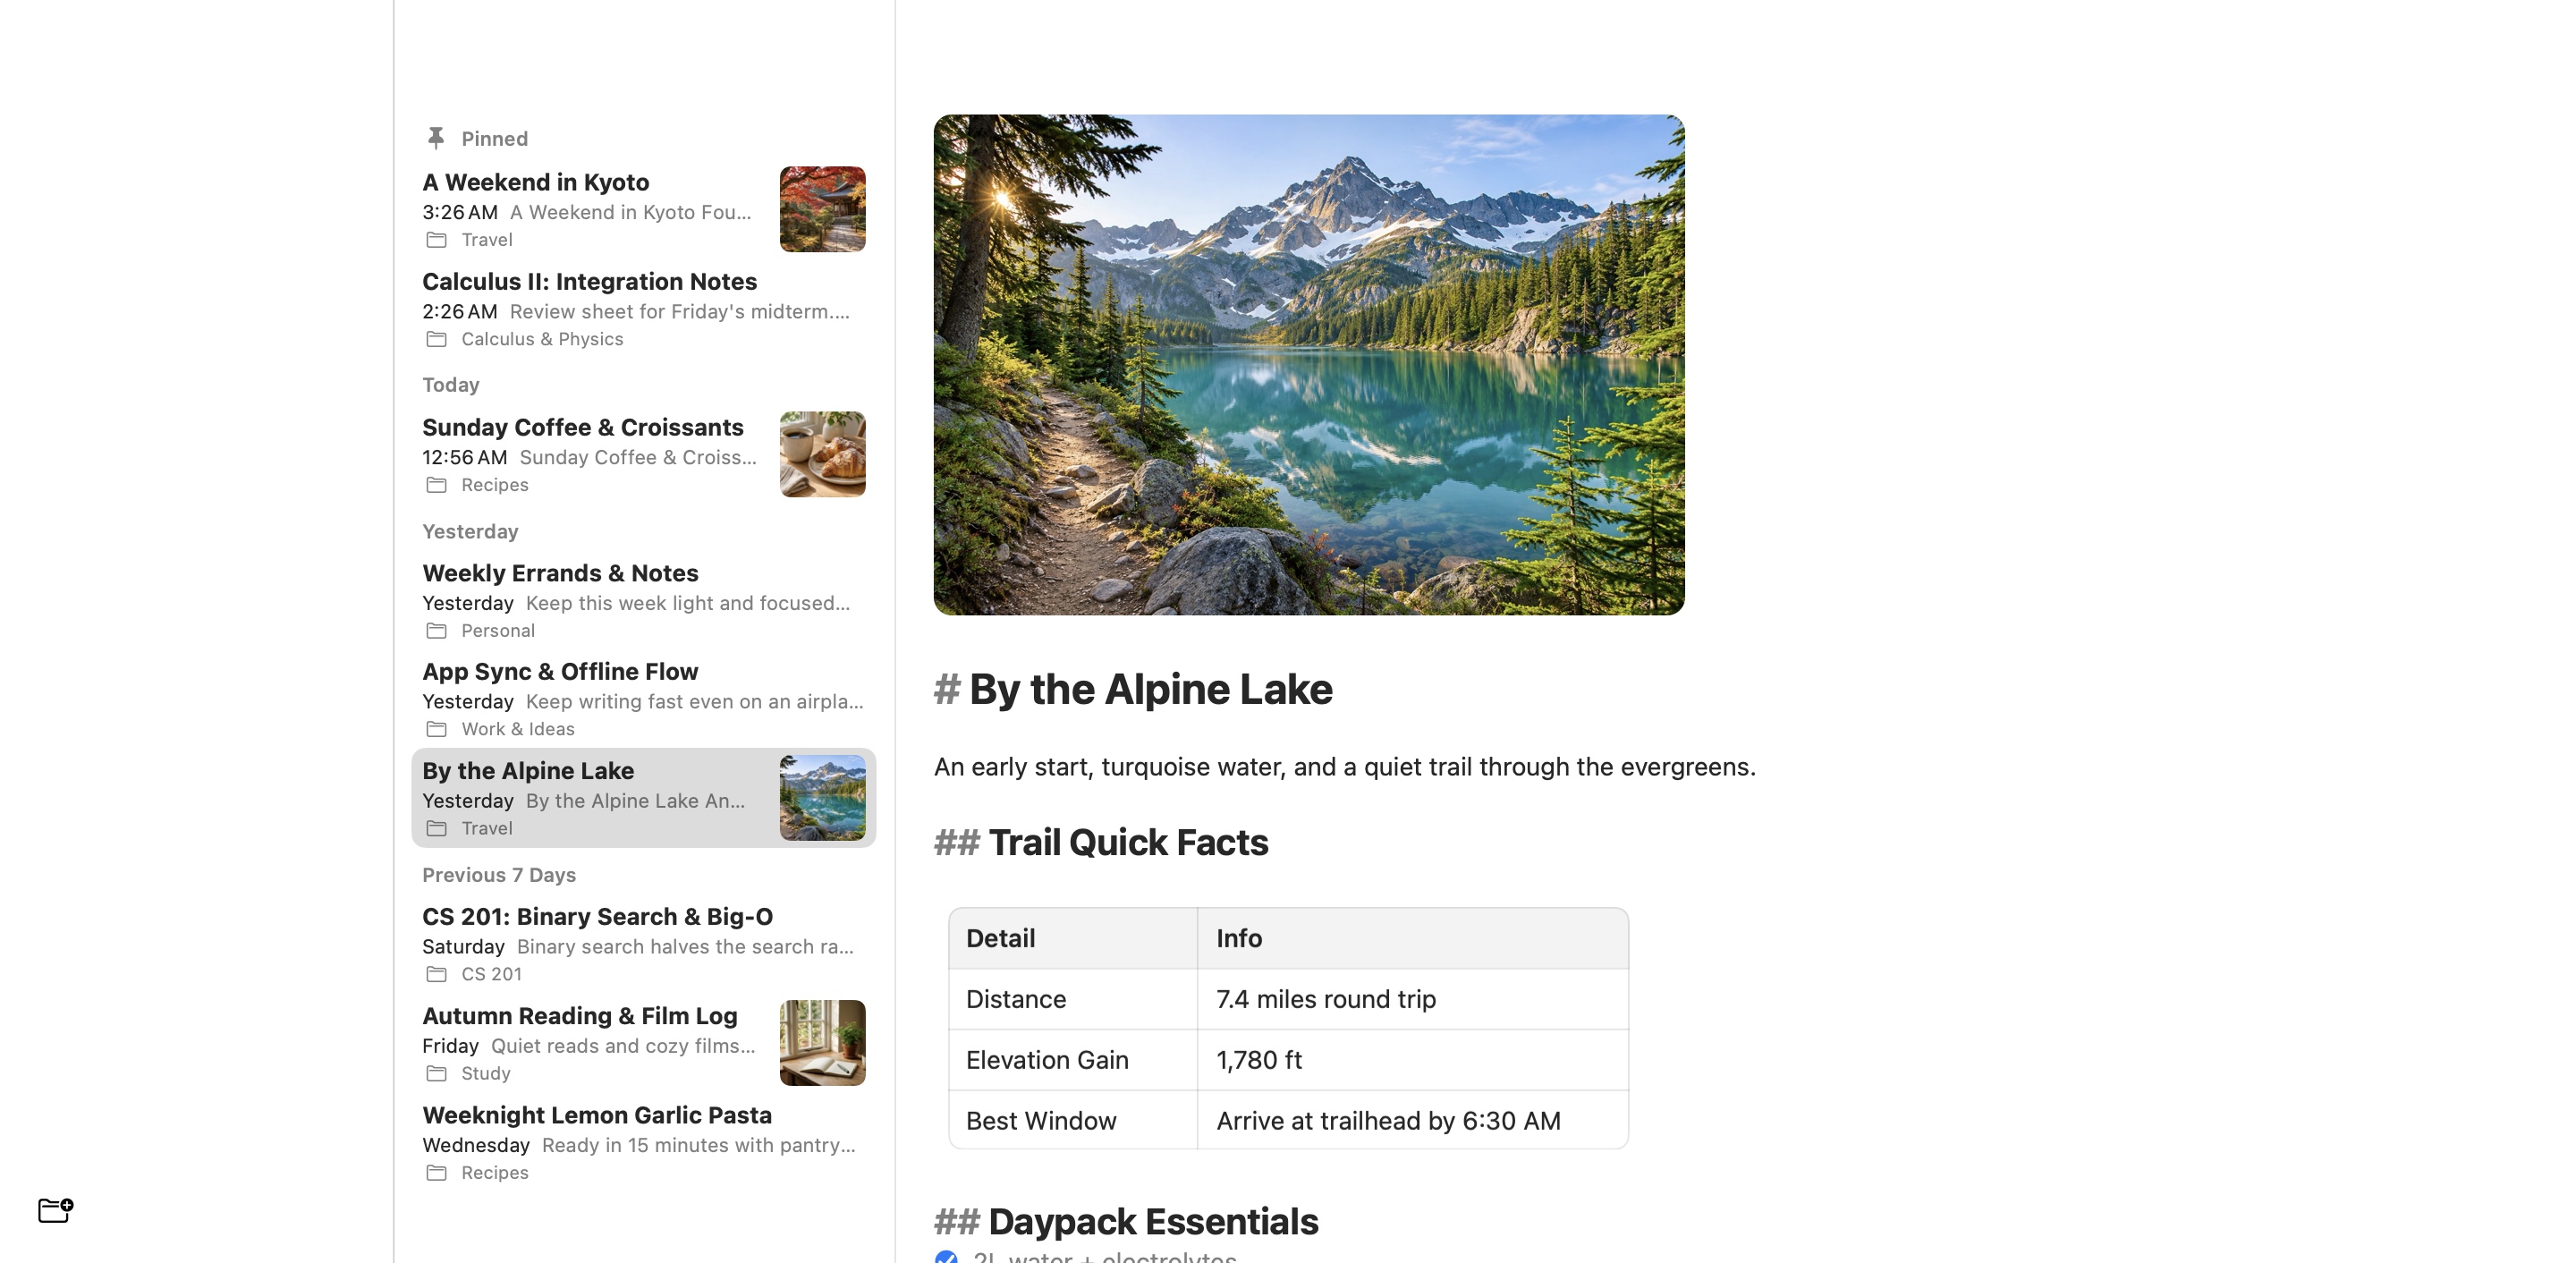 Pinned
A Weekend in Kyoto
3:26 AM A Weekend in Kyoto Fou...
Travel
Calculus II: Integration Notes
2:26 AM Review sheet for Friday's midterm....
Calculus & Physics
Today
Sunday Coffee & Croissants
12:56 AM Sunday Coffee & Croiss...
Recipes
Yesterday
Weekly Errands & Notes
Yesterday Keep this week light and focused...
Personal
App Sync & Offline Flow
Yesterday Keep writing fast even on an airpla...
Work & Ideas
By the Alpine Lake
Yesterday By the Alpine Lake An...
Travel
Previous 7 Days
CS 201: Binary Search & Big-O
Saturday Binary search halves the search ra...
CS 201
Autumn Reading & Film Log
Friday Quiet reads and cozy films...
Study
Weeknight Lemon Garlic Pasta
Wednesday Ready in 15 minutes with pantry...
Recipes
# By the Alpine Lake
An early start, turquoise water, and a quiet trail through the evergreens.
## Trail Quick Facts
Detail Info
Distance 7.4 miles round trip
Elevation Gain 1,780 ft
Best Window Arrive at trailhead by 6:30 AM
## Daypack Essentials
2L water + electrolytes